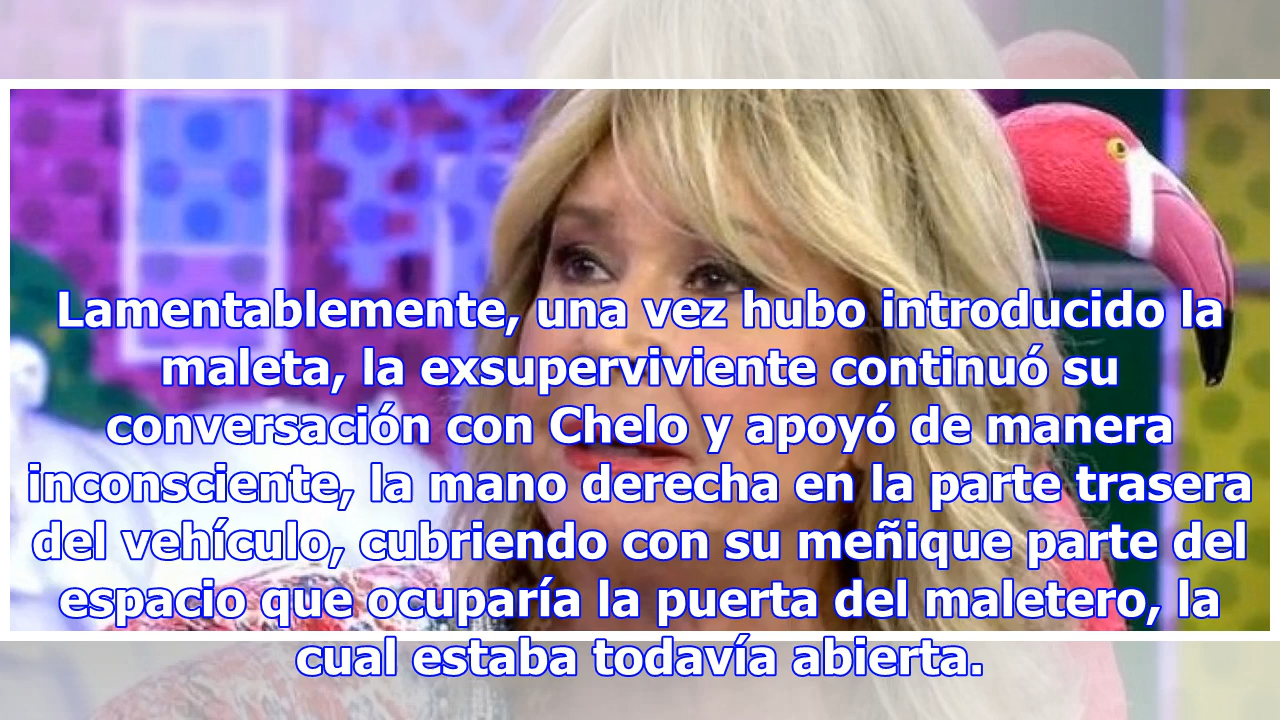 Lamentablemente, una vez hubo introducido la
maleta, la exsuperviviente continuó su
conversación con Chelo y apoyó de manera
inconsciente, la mano derecha en la parte trasera
del vehículo, cubriendo con su meñique parte del
espacio que ocuparía la puerta del maletero, la
cual estaba todavía abierta.